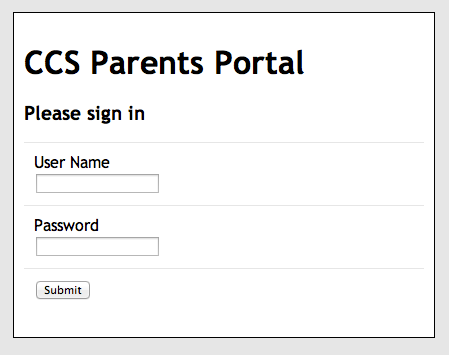 CCS Parents Portal
Please sign in
User Name
Password
Submit